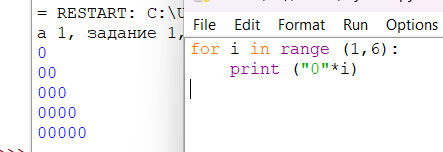 = RESTART: C:\U
а 1, задание 1,
0
00
000
0000
00000
>>>
File Edit Format Run Options
for i in range (1,6):
    print ("0"*i)